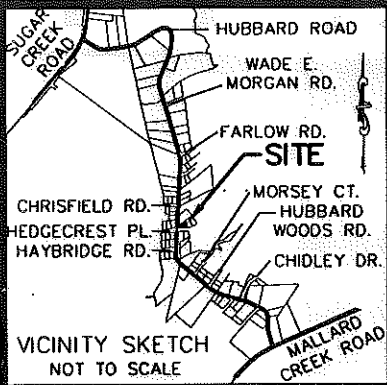 SUGAR
CREEK
ROAD
HUBBARD ROAD
WADE E.
MORGAN RD.
FARLOW RD.
SITE
CHRISFIELD RD.
HEDGECREST PL.
HAYBRIDGE RD.
MORSEY CT.
HUBBARD
WOODS RD.
CHIDLEY DR.
VICINITY SKETCH
NOT TO SCALE
MALLARD
CREEK ROAD